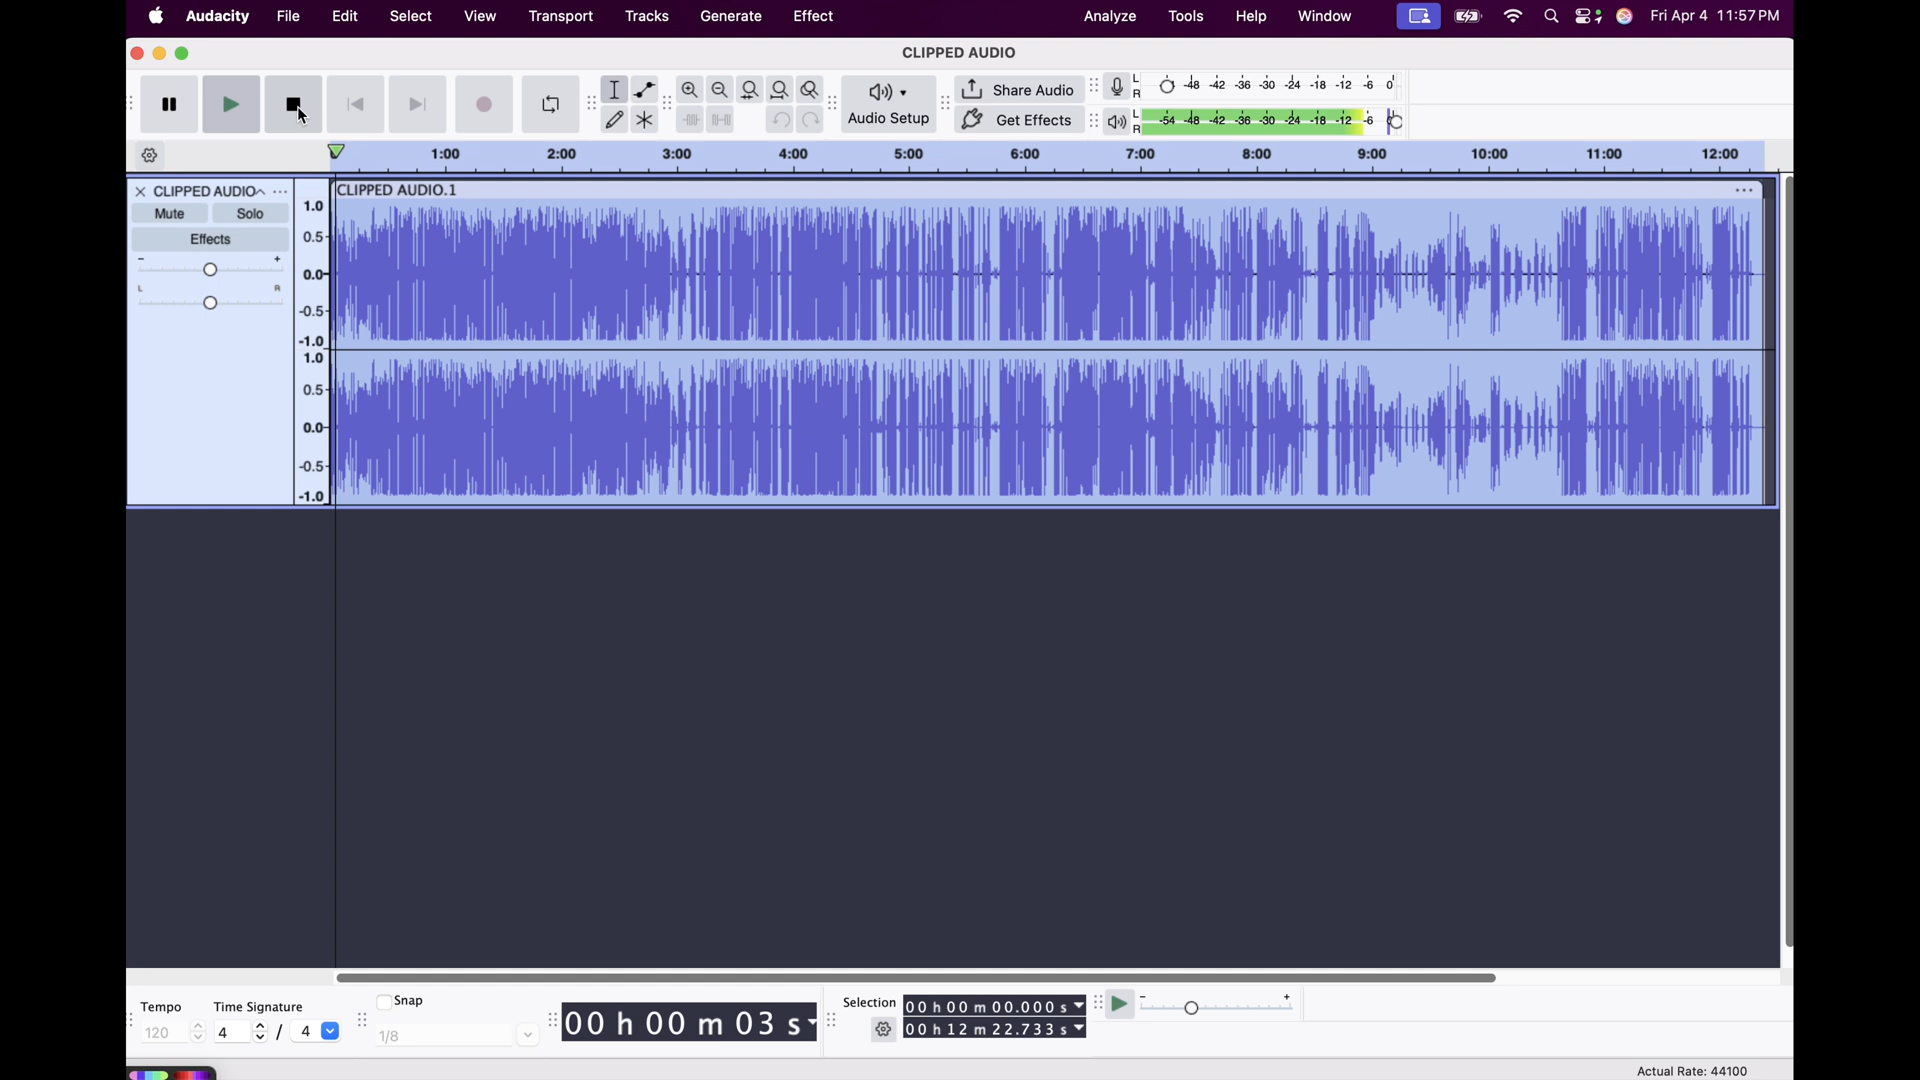 Audacity File Edit Select View Transport Tracks Generate Effect Analyze Tools Help Window Fri Apr 4 11:57 PM
CLIPPED AUDIO
Audio Setup
Share Audio
Get Effects
L
R
-48 -42 -36 -30 -24 -18 -12 -6 0
L
R
-54 -48 -42 -36 -30 -24 -18 -12 -6
1:00 2:00 3:00 4:00 5:00 6:00 7:00 8:00 9:00 10:00 11:00 12:00
CLIPPED AUDIO
CLIPPED AUDIO.1
Mute Solo
Effects
- +
L R
1.0
0.5
0.0
-0.5
-1.0
1.0
0.5
0.0
-0.5
-1.0
Tempo
120
Time Signature
4 / 4
Snap
1/8
00 h 00 m 03 s
Selection
00 h 00 m 00.000 s
00 h 12 m 22.733 s
- +
Actual Rate: 44100